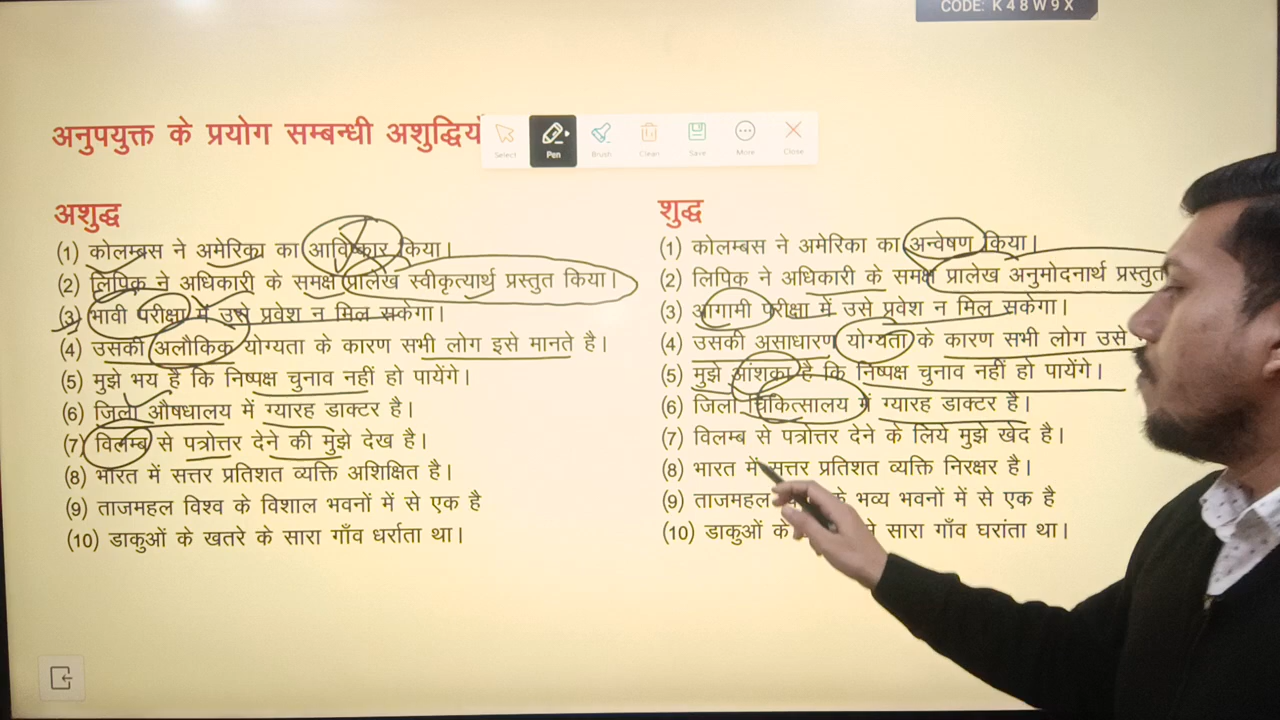 CODE: K48W9X
अनुपयुक्त के प्रयोग सम्बन्धी
Select
Pen
Brush
Clean
Save
More
Close
अशुद्ध
(1) कोलम्बस ने अमेरिका का आविष्कार किया।
(2) लिपिक ने अधिकारी के समक्ष प्रालेख स्वीकृत्यार्थ प्रस्तुत किया।
(3) भावी परीक्षा में उसे प्रवेश न मिल सकेगा।
(4) उसकी अलौकिक योग्यता के कारण सभी लोग इसे मानते है।
(5) मुझे भय है कि निष्पक्ष चुनाव नहीं हो पायेंगे।
(6) जिला औषधालय में ग्यारह डाक्टर है।
(7) विलम्ब से पत्रोत्तर देने की मुझे देख है।
(8) भारत में सत्तर प्रतिशत व्यक्ति अशिक्षित है।
(9) ताजमहल विश्व के विशाल भवनों में से एक है
(10) डाकुओं के खतरे के सारा गाँव धर्राता था।
शुद्ध
(1) कोलम्बस ने अमेरिका का अन्वेषण किया।
(2) लिपिक ने अधिकारी के समक्ष प्रालेख अनुमोदनार्थ प्रस्तुत
(3) आगामी परीक्षा में उसे प्रवेश न मिल सकेगा।
(4) उसकी असाधारण योग्यता के कारण सभी लोग उसे
(5) मुझे आंशका है कि निष्पक्ष चुनाव नहीं हो पायेंगे।
(6) जिला चिकित्सालय में ग्यारह डाक्टर है।
(7) विलम्ब से पत्रोत्तर देने के लिये मुझे खेद है।
(8) भारत में सत्तर प्रतिशत व्यक्ति निरक्षर है।
(9) ताजमहल के भव्य भवनों में से एक है
(10) डाकुओं के सारा गाँव घरांता था।